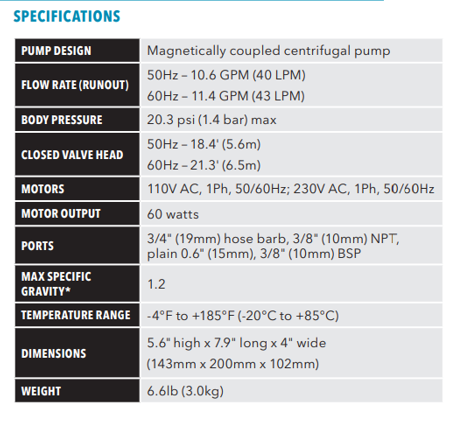 SPECIFICATIONS
PUMP DESIGN Magnetically coupled centrifugal pump
FLOW RATE (RUNOUT) 50Hz – 10.6 GPM (40 LPM)
60Hz – 11.4 GPM (43 LPM)
BODY PRESSURE 20.3 psi (1.4 bar) max
CLOSED VALVE HEAD 50Hz – 18.4' (5.6m)
60Hz – 21.3' (6.5m)
MOTORS 110V AC, 1Ph, 50/60Hz; 230V AC, 1Ph, 50/60Hz
MOTOR OUTPUT 60 watts
PORTS 3/4" (19mm) hose barb, 3/8" (10mm) NPT,
plain 0.6" (15mm), 3/8" (10mm) BSP
MAX SPECIFIC
GRAVITY* 1.2
TEMPERATURE RANGE -4°F to +185°F (-20°C to +85°C)
DIMENSIONS 5.6" high x 7.9" long x 4" wide
(143mm x 200mm x 102mm)
WEIGHT 6.6lb (3.0kg)